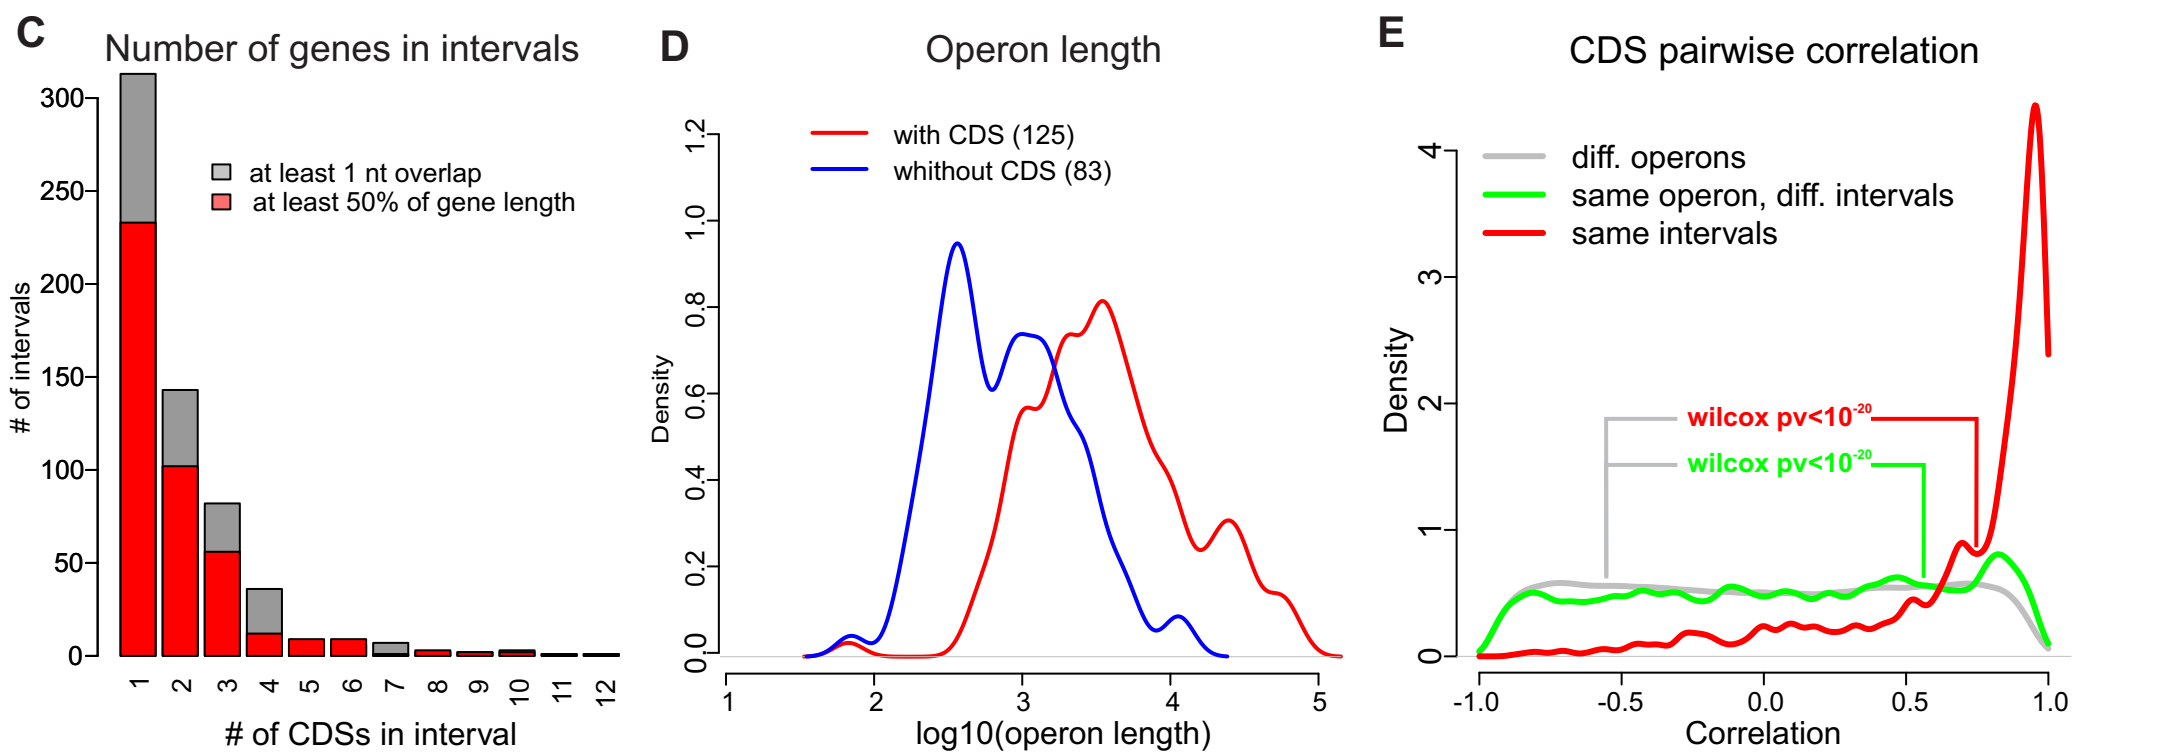 C
Number of genes in intervals
300
250
200
150
100
50
0
# of intervals
at least 1 nt overlap
at least 50% of gene length
1 2 3 4 5 6 7 8 9 10 11 12
# of CDSs in interval
D
Operon length
with CDS (125)
whithout CDS (83)
1.2
1.0
0.8
0.6
0.4
0.2
0.0
Density
1 2 3 4 5
log10(operon length)
E
CDS pairwise correlation
diff. operons
same operon, diff. intervals
same intervals
4
3
2
1
0
Density
wilcox pv<10⁻²⁰
wilcox pv<10⁻²⁰
-1.0 -0.5 0.0 0.5 1.0
Correlation